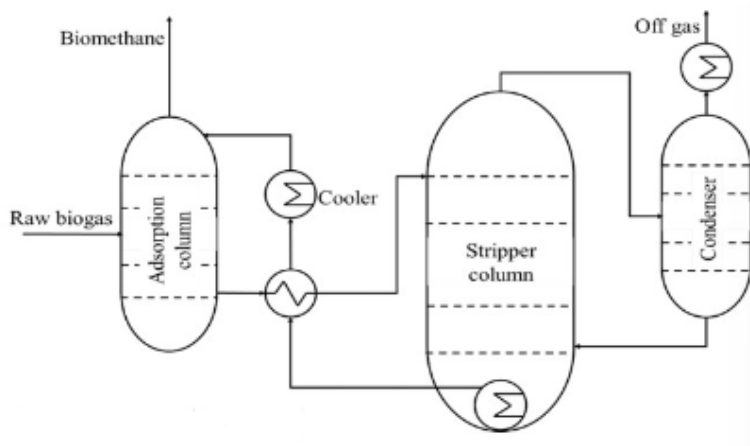 Off gas
Biomethane
Cooler
Raw biogas
Adsorption
column
Stripper
column
Condenser